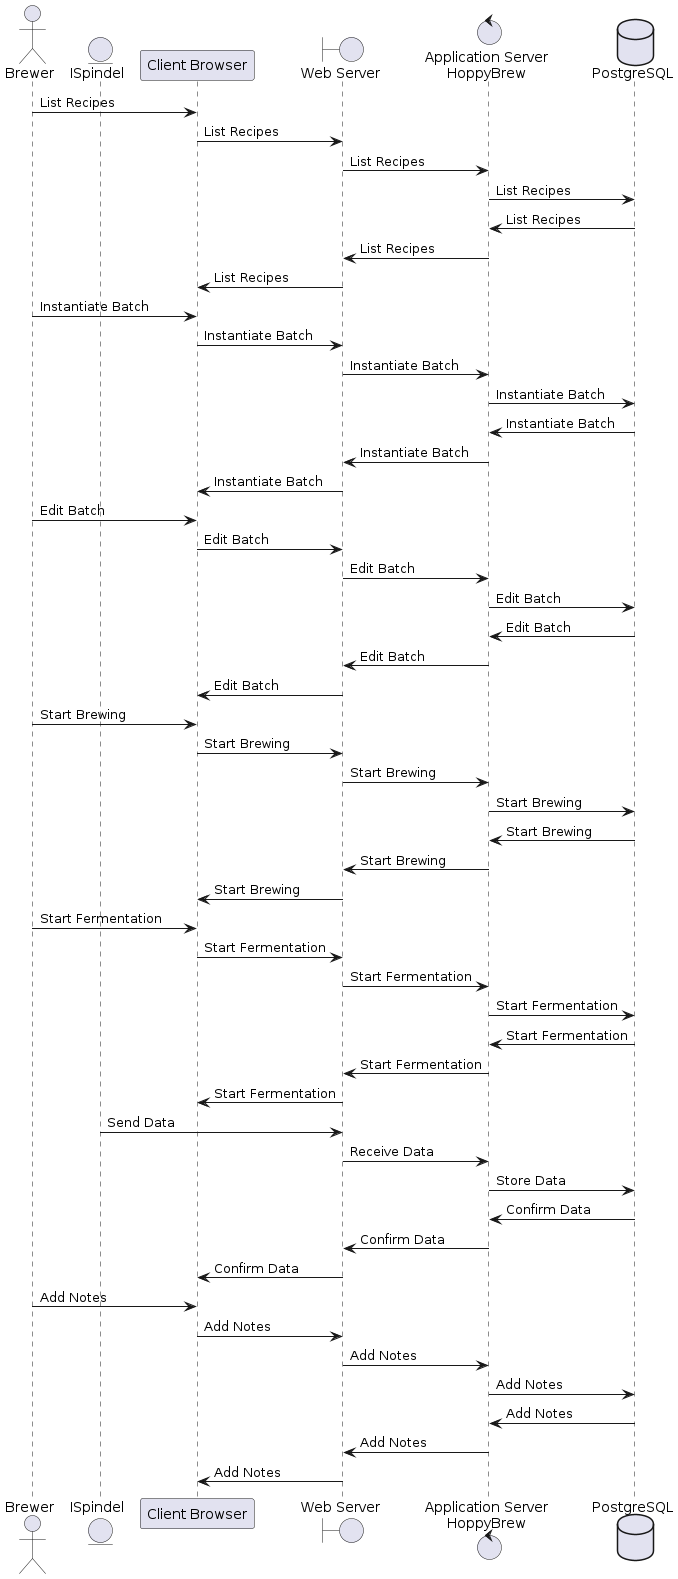 Brewer
ISpindel
Client Browser
Web Server
Application Server
HoppyBrew
PostgreSQL
List Recipes
List Recipes
List Recipes
List Recipes
List Recipes
List Recipes
List Recipes
Instantiate Batch
Instantiate Batch
Instantiate Batch
Instantiate Batch
Instantiate Batch
Instantiate Batch
Instantiate Batch
Edit Batch
Edit Batch
Edit Batch
Edit Batch
Edit Batch
Edit Batch
Edit Batch
Start Brewing
Start Brewing
Start Brewing
Start Brewing
Start Brewing
Start Brewing
Start Brewing
Start Fermentation
Start Fermentation
Start Fermentation
Start Fermentation
Start Fermentation
Start Fermentation
Start Fermentation
Send Data
Receive Data
Store Data
Confirm Data
Confirm Data
Confirm Data
Add Notes
Add Notes
Add Notes
Add Notes
Add Notes
Add Notes
Add Notes
Brewer
ISpindel
Client Browser
Web Server
Application Server
HoppyBrew
PostgreSQL